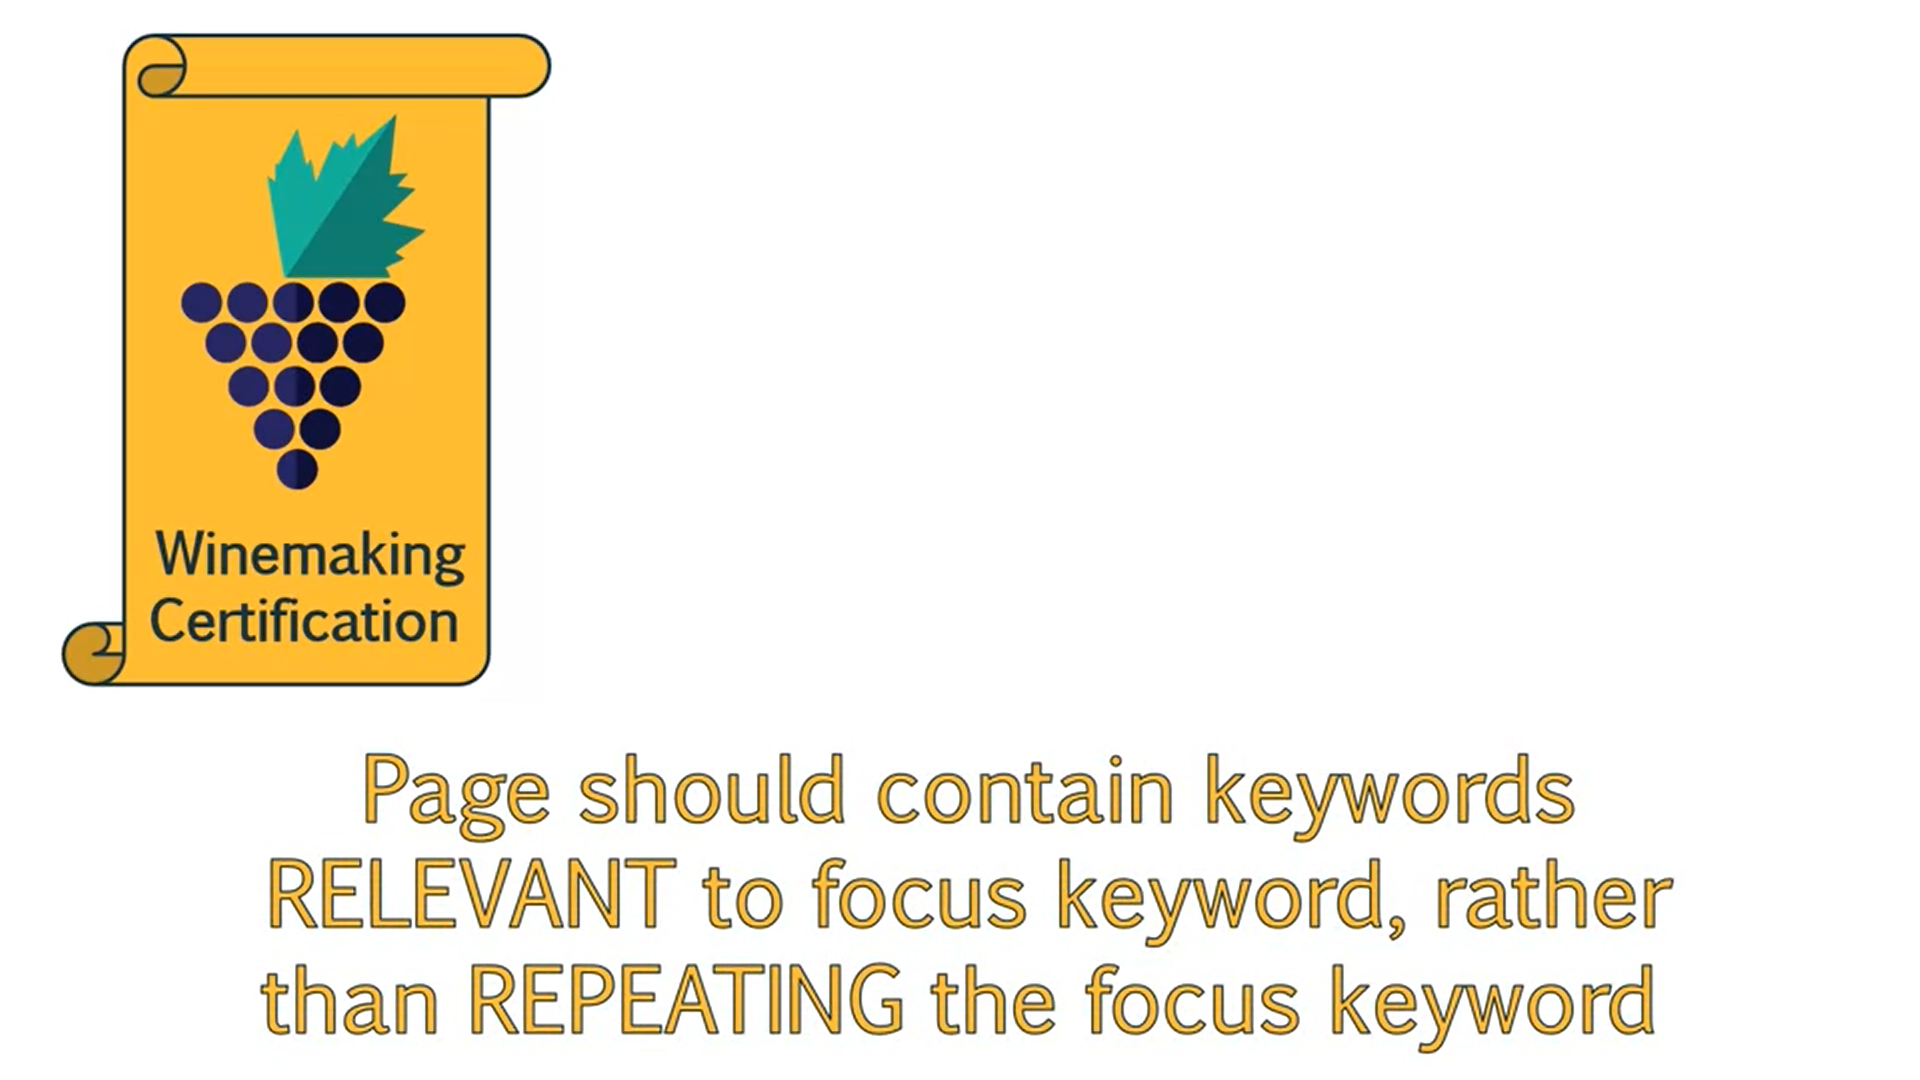 Winemaking
Certification
Page should contain keywords
RELEVANT to focus keyword, rather
than REPEATING the focus keyword